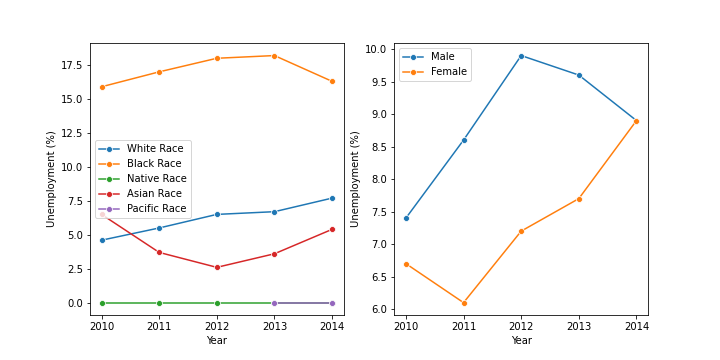 17.5
15.0
12.5
10.0
7.5
5.0
2.5
0.0
Unemployment (%)
White Race
Black Race
Native Race
Asian Race
Pacific Race
2010 2011 2012 2013 2014
Year
10.0
9.5
9.0
8.5
8.0
7.5
7.0
6.5
6.0
Unemployment (%)
Male
Female
2010 2011 2012 2013 2014
Year